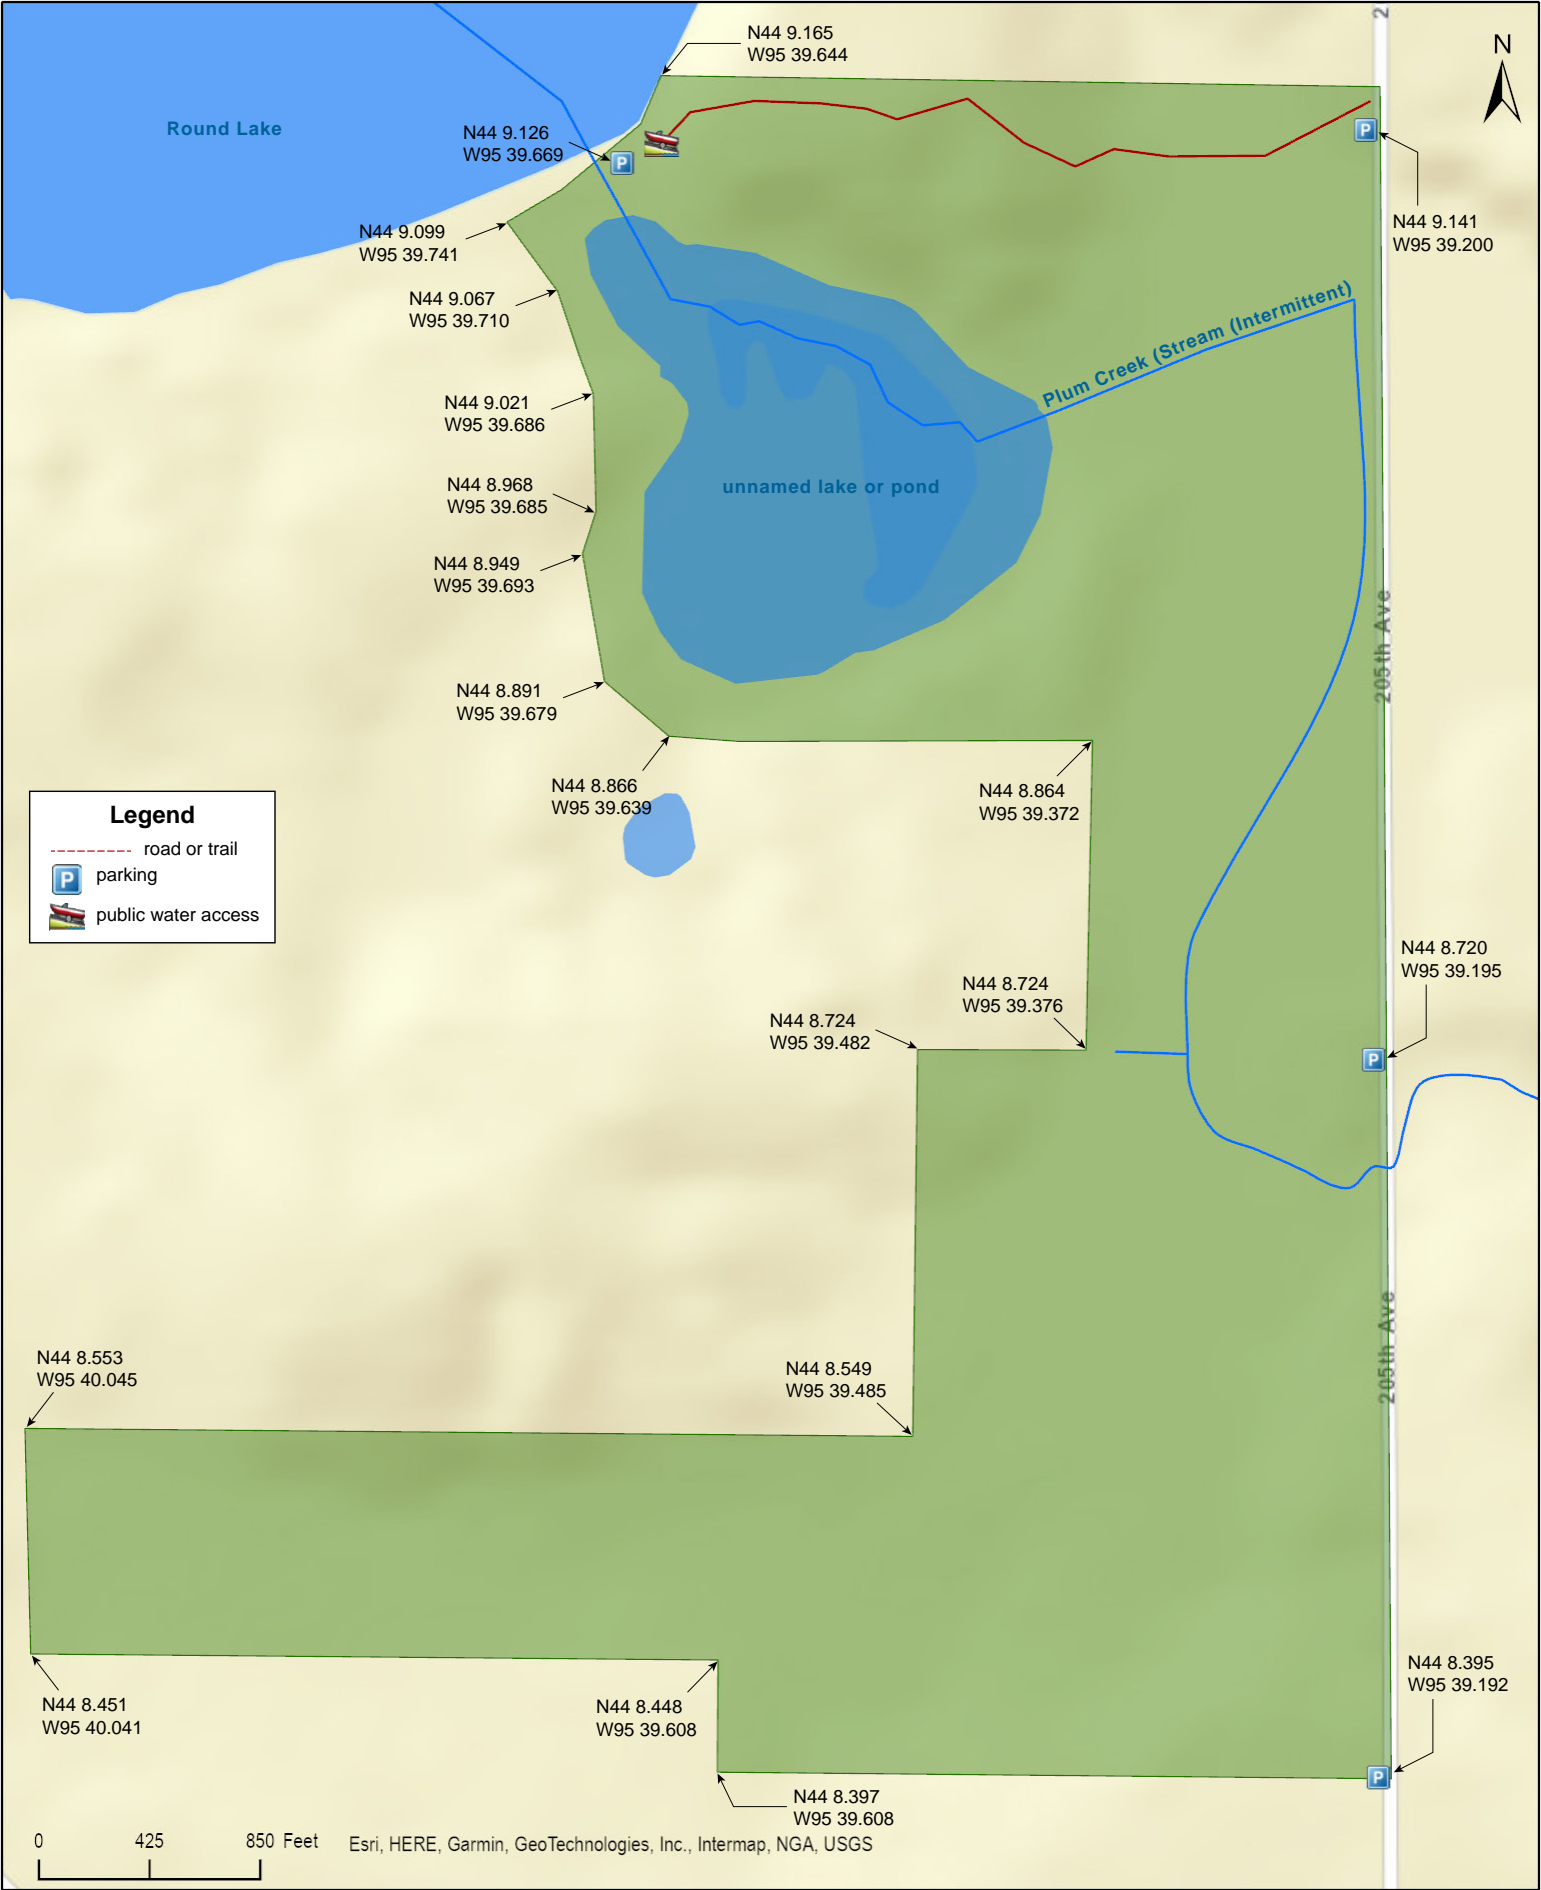 2
N44 9.165
W95 39.644
N
Round Lake
N44 9.126
W95 39.669
P
P
N44 9.141
W95 39.200
N44 9.099
W95 39.741
N44 9.067
W95 39.710
Plum Creek (Stream (Intermittent)
N44 9.021
W95 39.686
N44 8.968
W95 39.685
unnamed lake or pond
N44 8.949
W95 39.693
205th Ave
N44 8.891
W95 39.679
N44 8.866
W95 39.639
N44 8.864
W95 39.372
Legend
road or trail
P parking
public water access
N44 8.720
W95 39.195
N44 8.724
W95 39.376
N44 8.724
W95 39.482
P
205th Ave
N44 8.553
W95 40.045
N44 8.549
W95 39.485
N44 8.451
W95 40.041
N44 8.448
W95 39.608
N44 8.395
W95 39.192
P
N44 8.397
W95 39.608
0 425 850 Feet
Esri, HERE, Garmin, GeoTechnologies, Inc., Intermap, NGA, USGS